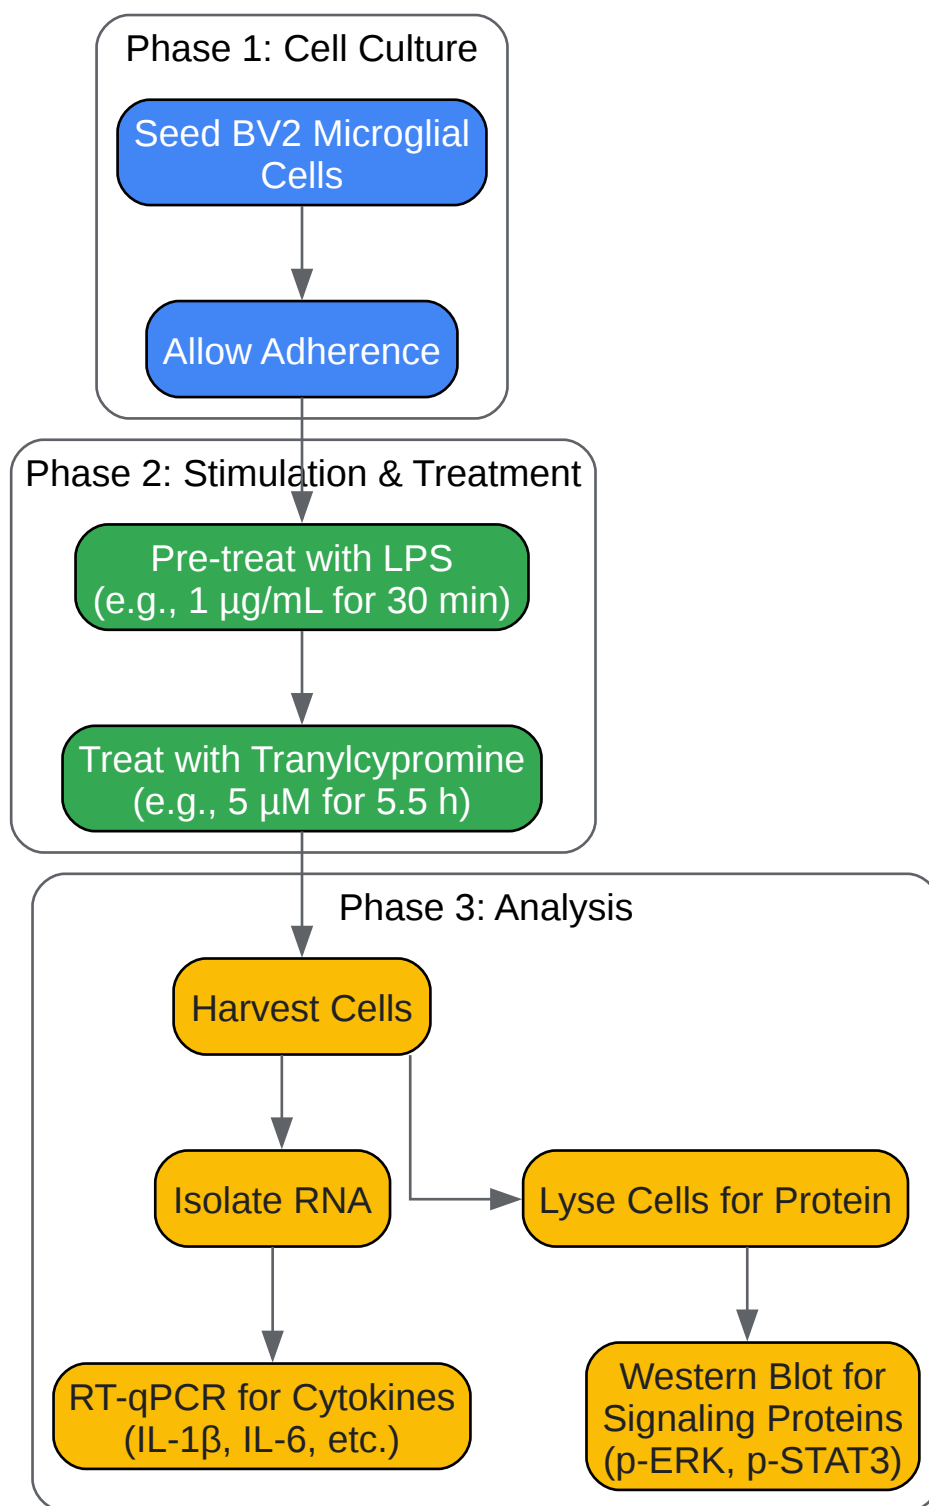 Phase 1: Cell Culture
Seed BV2 Microglial
Cells
Allow Adherence
Phase 2: Stimulation & Treatment
Pre-treat with LPS
(e.g., 1 µg/mL for 30 min)
Treat with Tranylcypromine
(e.g., 5 µM for 5.5 h)
Phase 3: Analysis
Harvest Cells
Isolate RNA
Lyse Cells for Protein
RT-qPCR for Cytokines
(IL-1β, IL-6, etc.)
Western Blot for
Signaling Proteins
(p-ERK, p-STAT3)